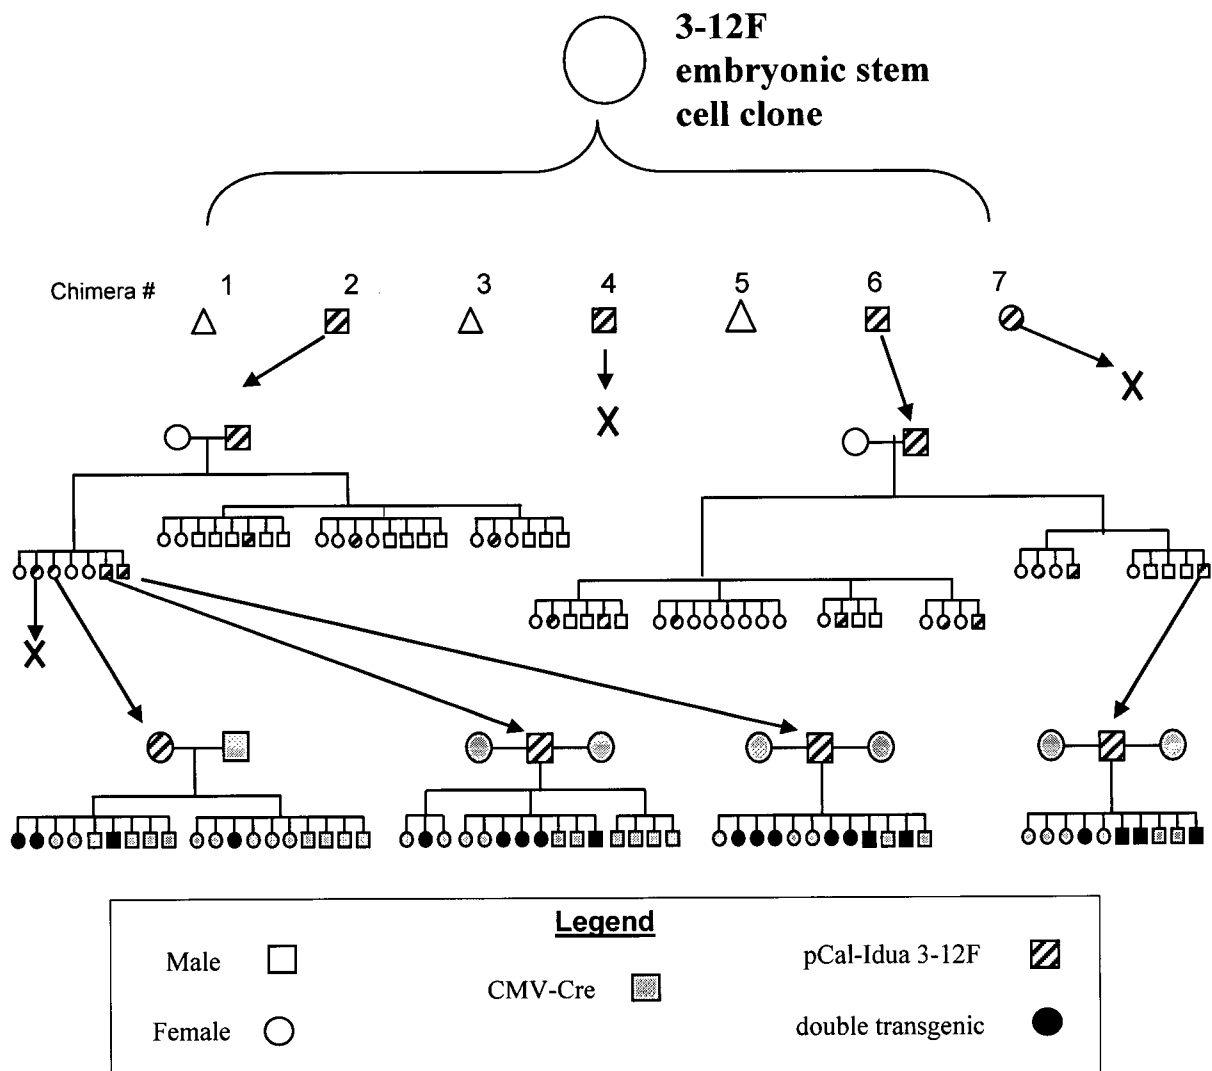 3-12F
embryonic stem
cell clone
Chimera # 1 2 3 4 5 6 7
X
X
X
Legend
Male
pCal-Idua 3-12F
CMV-Cre
Female
double transgenic